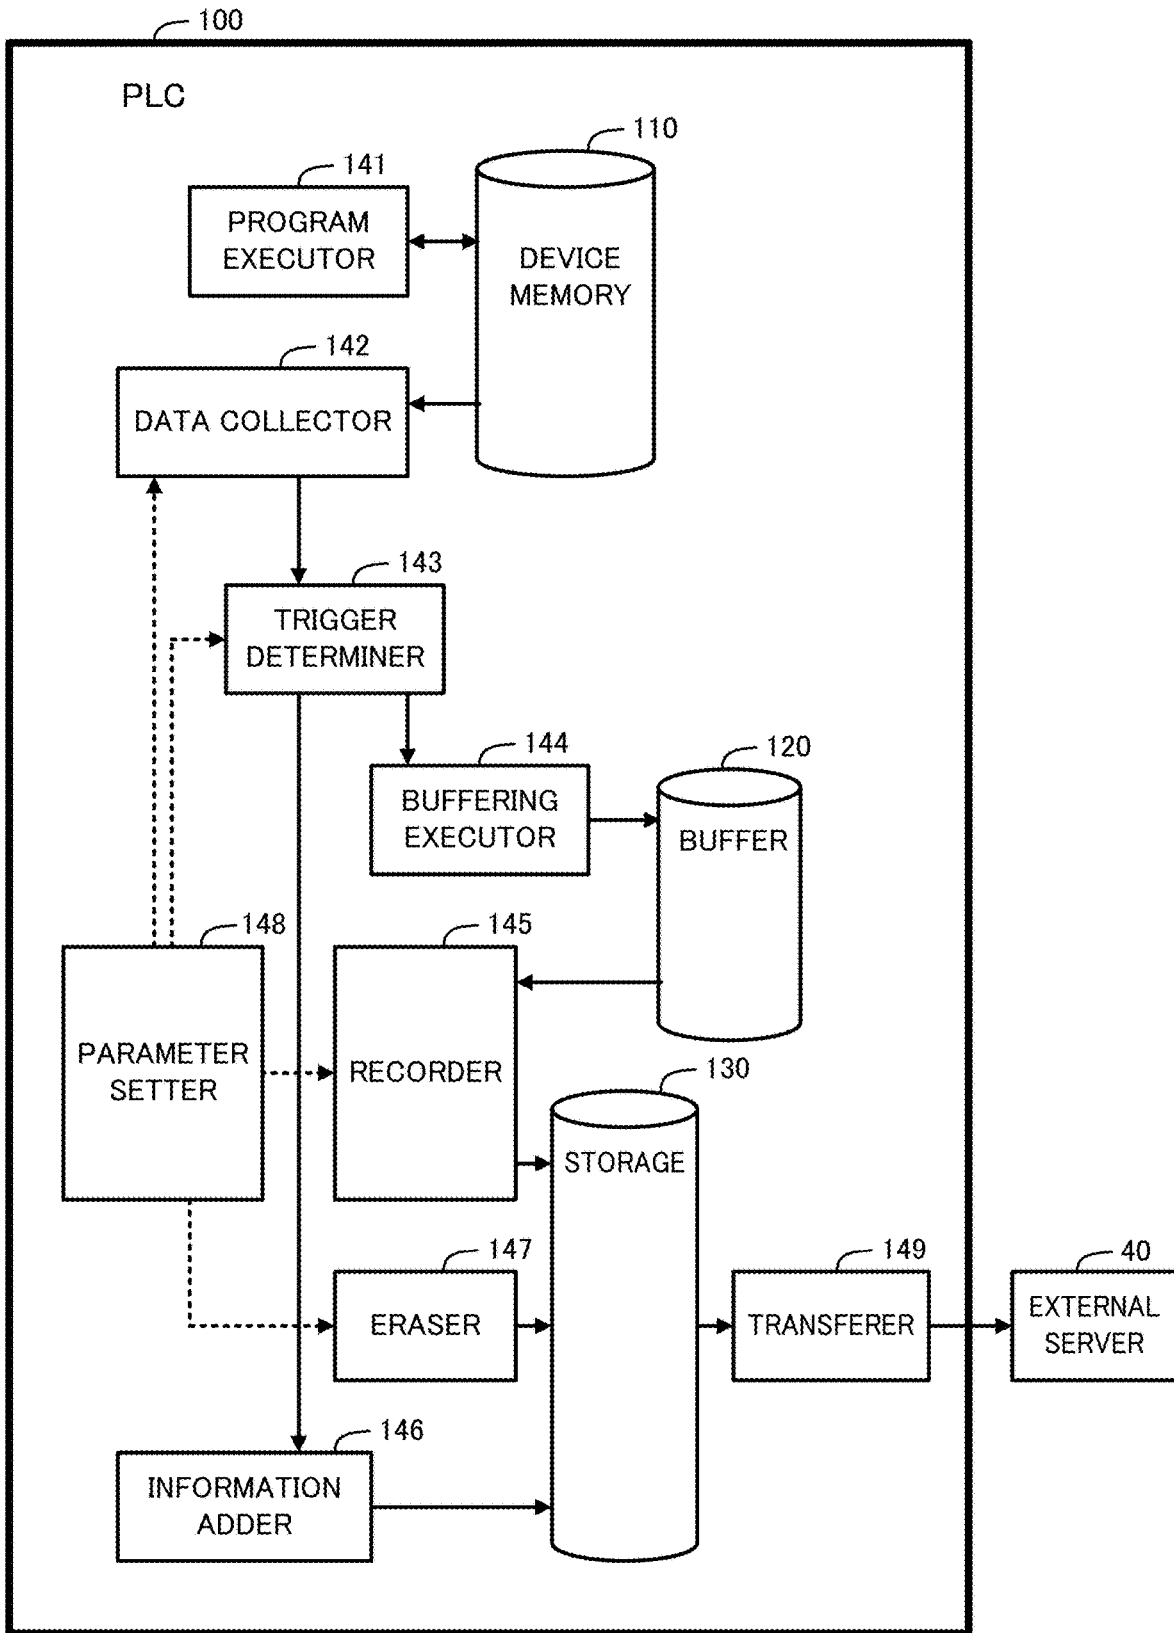 100
PLC
110
141
PROGRAM
EXECUTOR
DEVICE
MEMORY
142
DATA COLLECTOR
143
TRIGGER
DETERMINER
144
120
BUFFERING
EXECUTOR
BUFFER
148
145
PARAMETER
SETTER
RECORDER
130
STORAGE
147
149
40
ERASER
TRANSFERER
EXTERNAL
SERVER
146
INFORMATION
ADDER